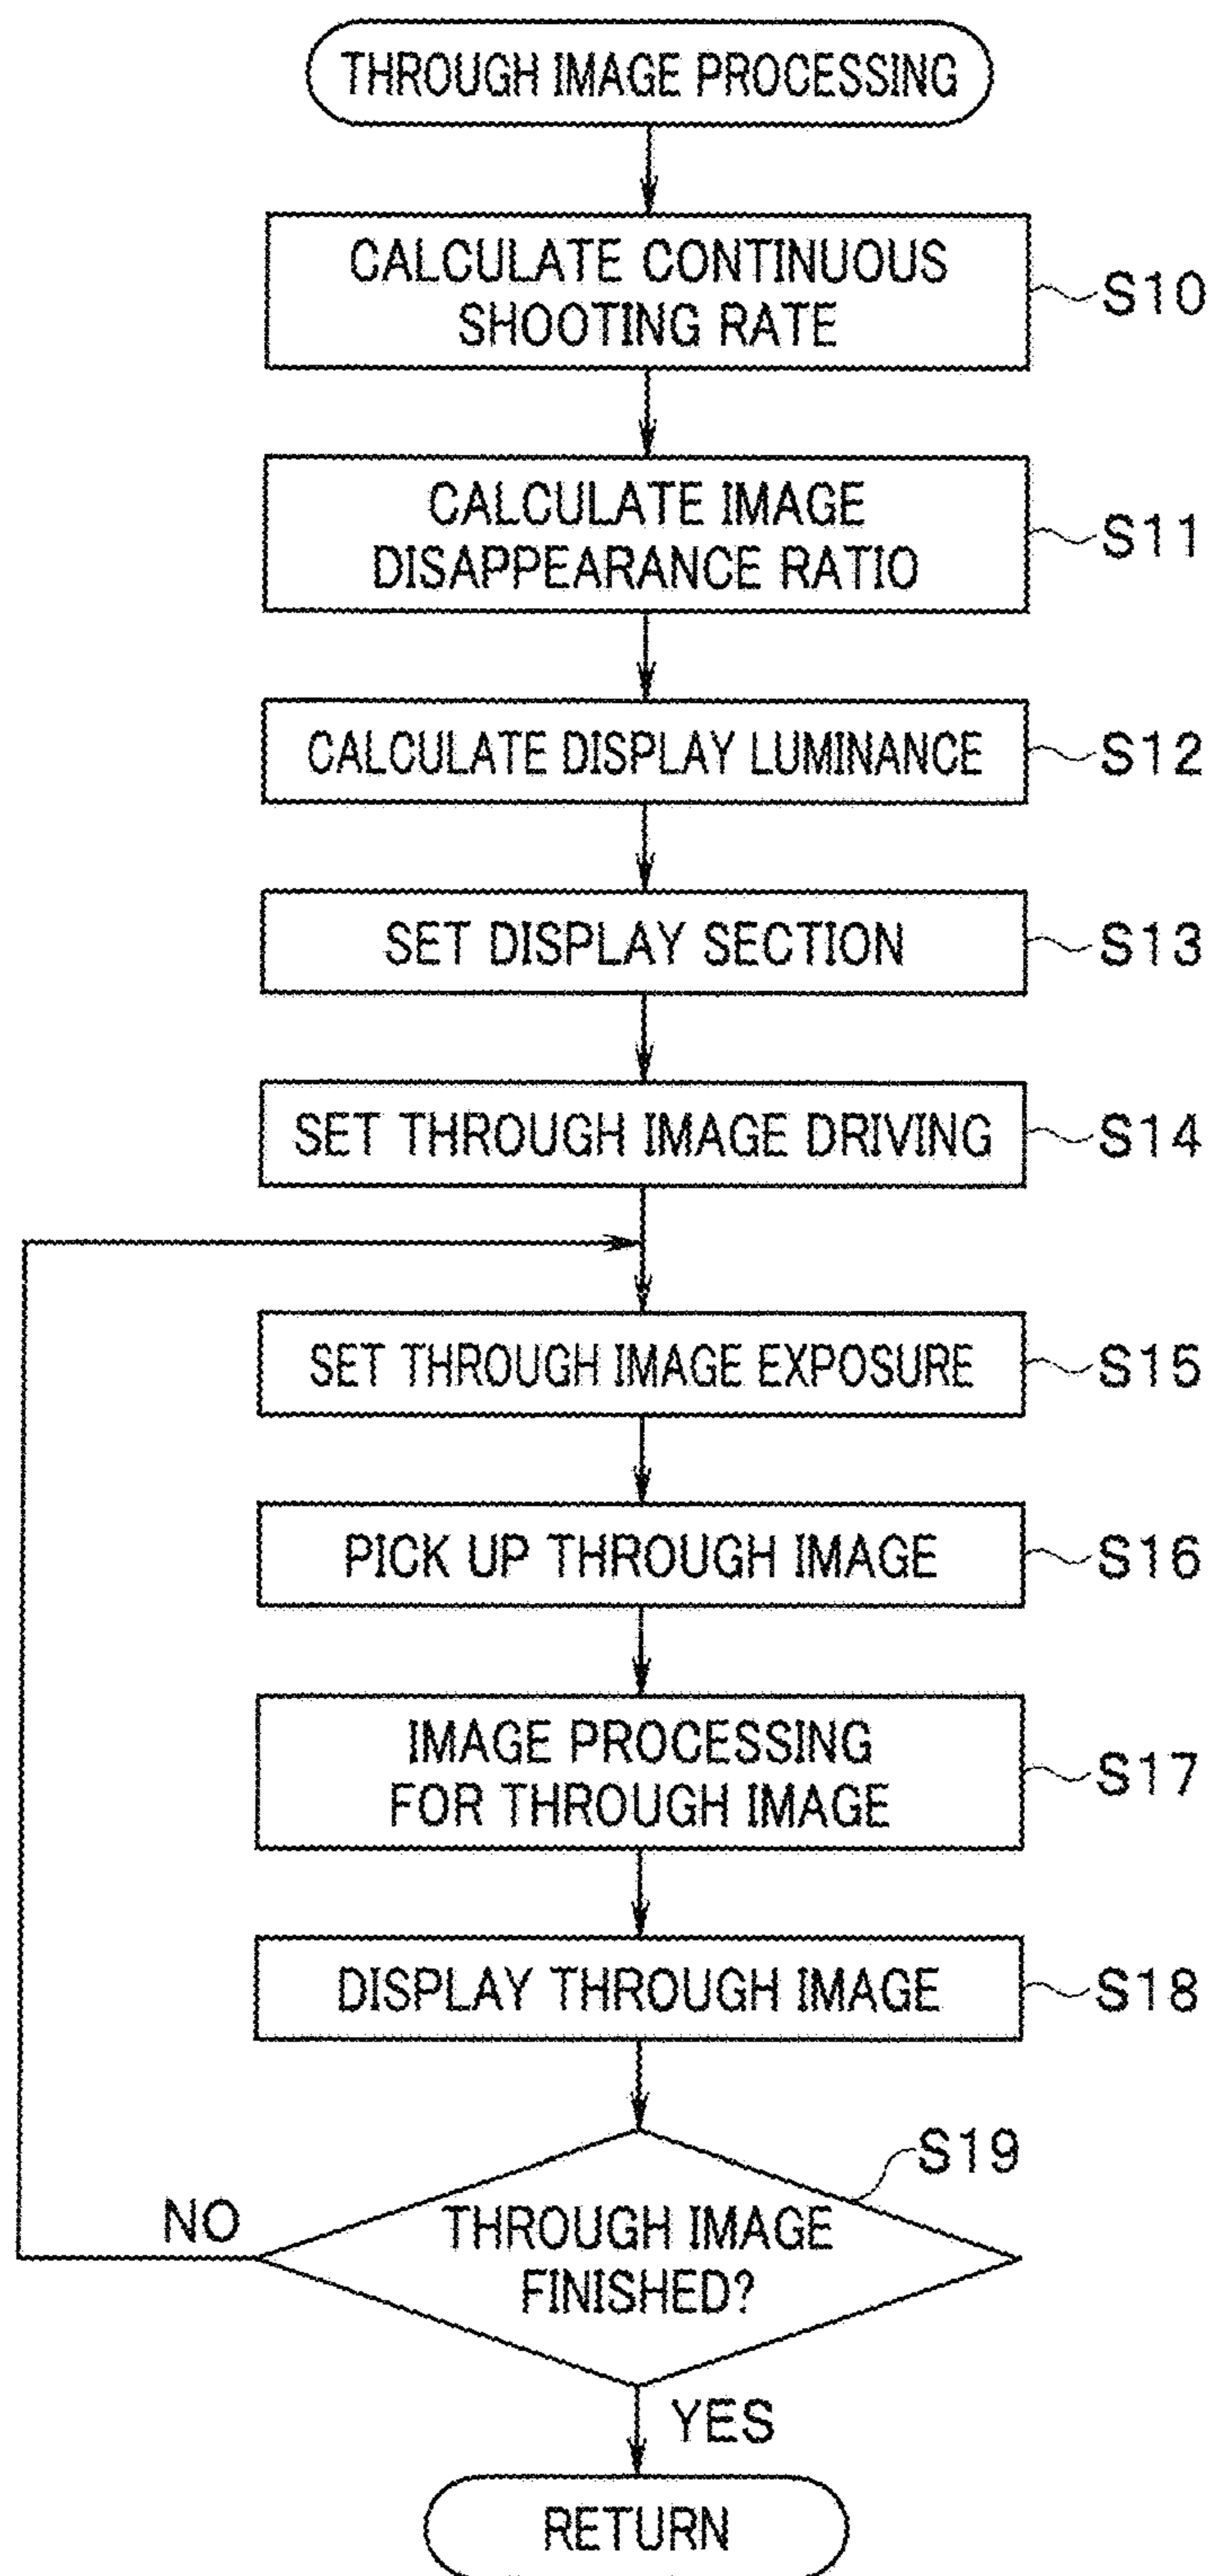 THROUGH IMAGE PROCESSING
CALCULATE CONTINUOUS
SHOOTING RATE
S10
CALCULATE IMAGE
DISAPPEARANCE RATIO
S11
CALCULATE DISPLAY LUMINANCE
S12
SET DISPLAY SECTION
S13
SET THROUGH IMAGE DRIVING
S14
SET THROUGH IMAGE EXPOSURE
S15
PICK UP THROUGH IMAGE
S16
IMAGE PROCESSING
FOR THROUGH IMAGE
S17
DISPLAY THROUGH IMAGE
S18
S19
NO
THROUGH IMAGE
FINISHED?
YES
RETURN